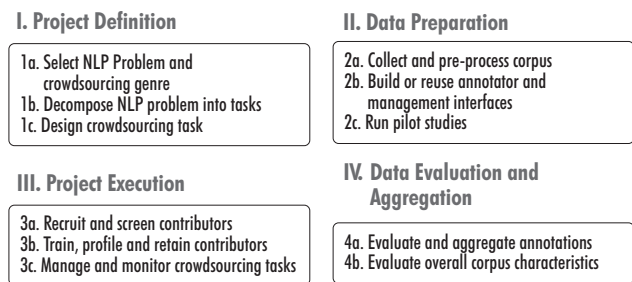 I. Project Definition
1a. Select NLP Problem and
crowdsourcing genre
1b. Decompose NLP problem into tasks
1c. Design crowdsourcing task
II. Data Preparation
2a. Collect and pre-process corpus
2b. Build or reuse annotator and
management interfaces
2c. Run pilot studies
III. Project Execution
3a. Recruit and screen contributors
3b. Train, profile and retain contributors
3c. Manage and monitor crowdsourcing tasks
IV. Data Evaluation and
Aggregation
4a. Evaluate and aggregate annotations
4b. Evaluate overall corpus characteristics